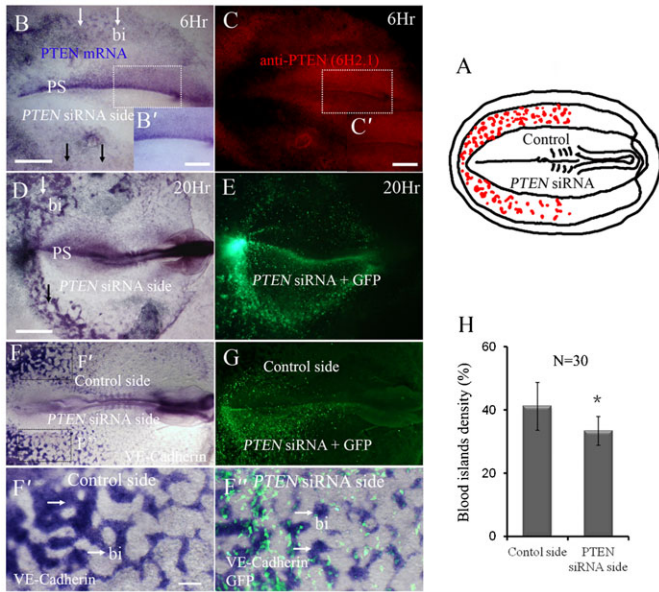 B
6Hr
bi
PTEN mRNA
PS
PTEN siRNA side
B'
C
6Hr
anti-PTEN (6H2.1)
C'
A
Control
PTEN siRNA
D
20Hr
bi
PS
PTEN siRNA side
E
20Hr
PTEN siRNA + GFP
F
F'
Control side
PTEN siRNA side
VE-Cadherin
G
Control side
PTEN siRNA + GFP
F'
Control side
bi
VE-Cadherin
F''
PTEN siRNA side
bi
VE-Cadherin
GFP
H
Blood islands density (%)
60
40
20
0
N=30
*
Control side
PTEN
siRNA side